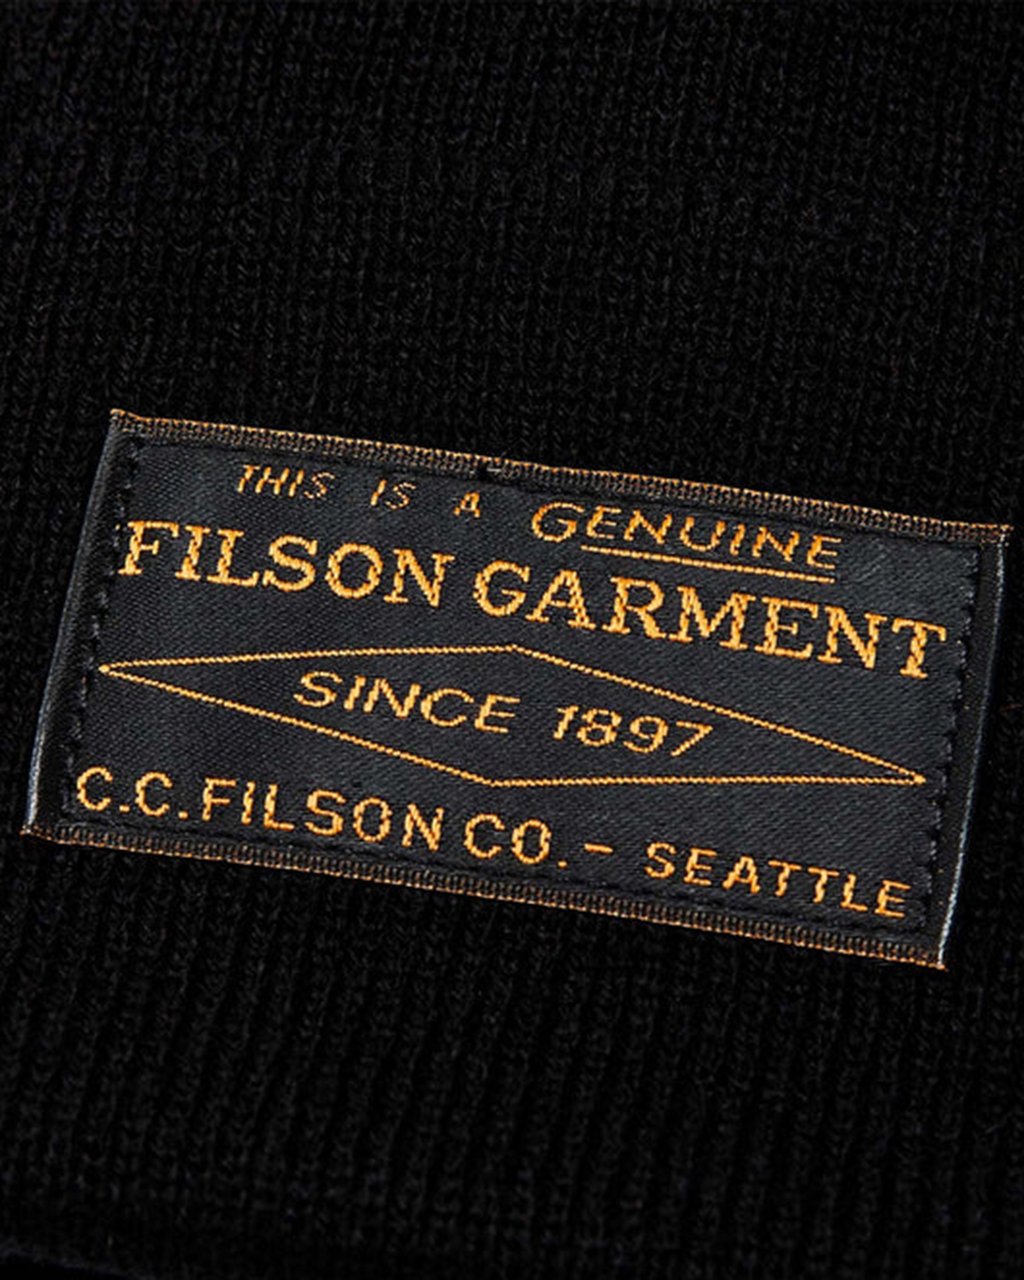 THIS IS A GENUINE
FILSON GARMENT
SINCE 1897
C.C.FILSON CO. - SEATTLE